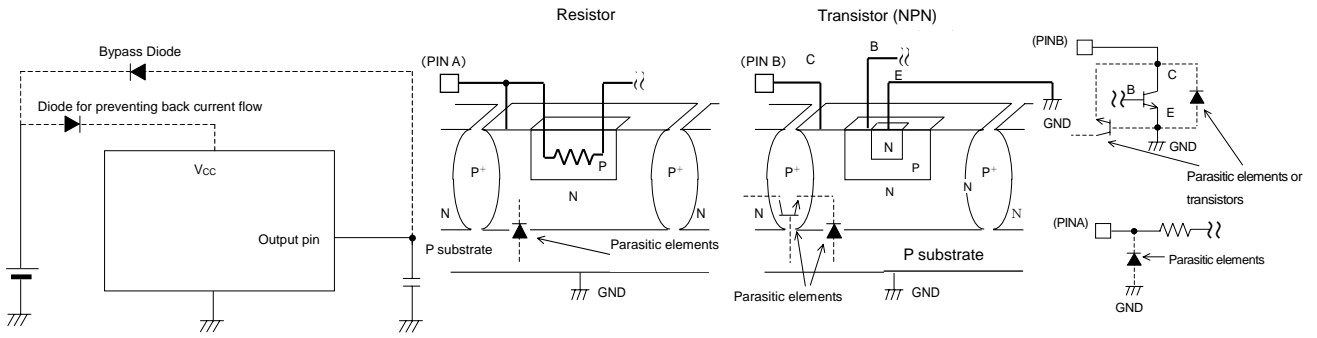 Bypass Diode
Diode for preventing back current flow
VCC
Output pin
Resistor
(PIN A)
P
N
P+
P+
N
N
P substrate
Parasitic elements
GND
Transistor (NPN)
(PIN B)
C
B
E
GND
N
P
N
P+
N
P+
N
N
P substrate
Parasitic elements
GND
(PINB)
C
B
E
GND
Parasitic elements or
transistors
(PINA)
Parasitic elements
GND